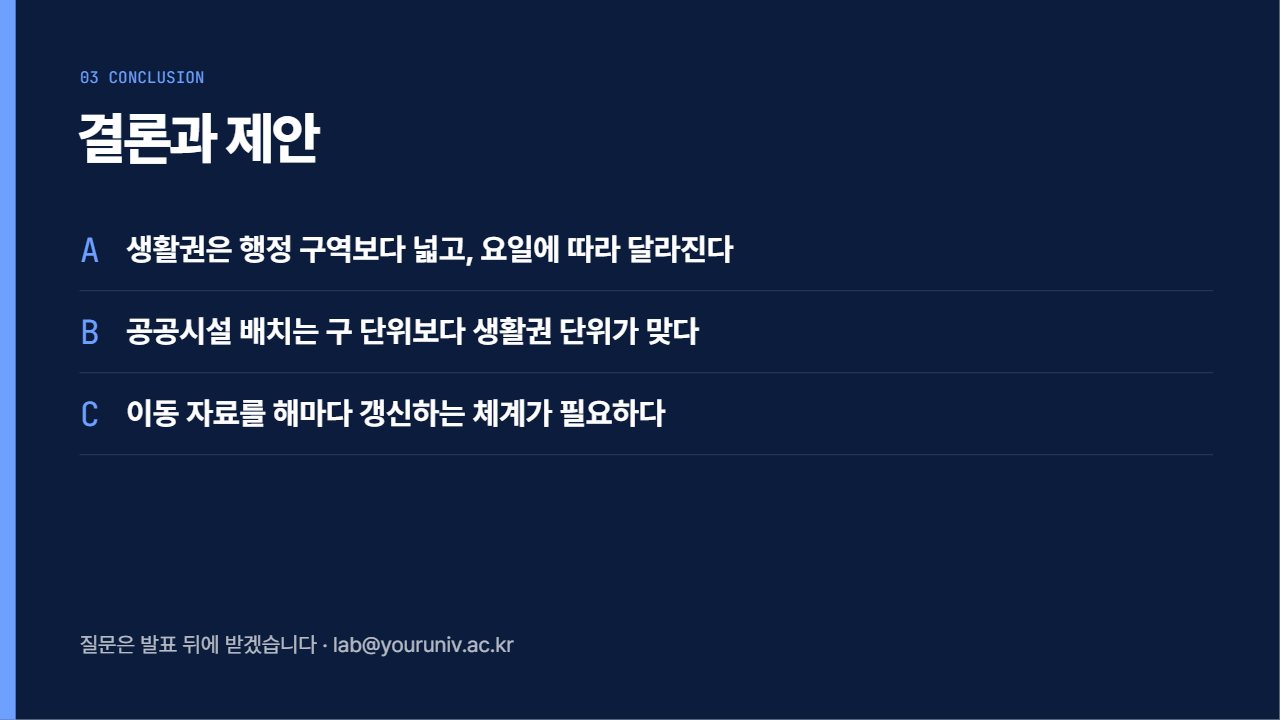 03 CONCLUSION
결론과 제안
A 생활권은 행정 구역보다 넓고, 요일에 따라 달라진다
B 공공시설 배치는 구 단위보다 생활권 단위가 맞다
C 이동 자료를 해마다 갱신하는 체계가 필요하다
질문은 발표 뒤에 받겠습니다 · lab@youruniv.ac.kr